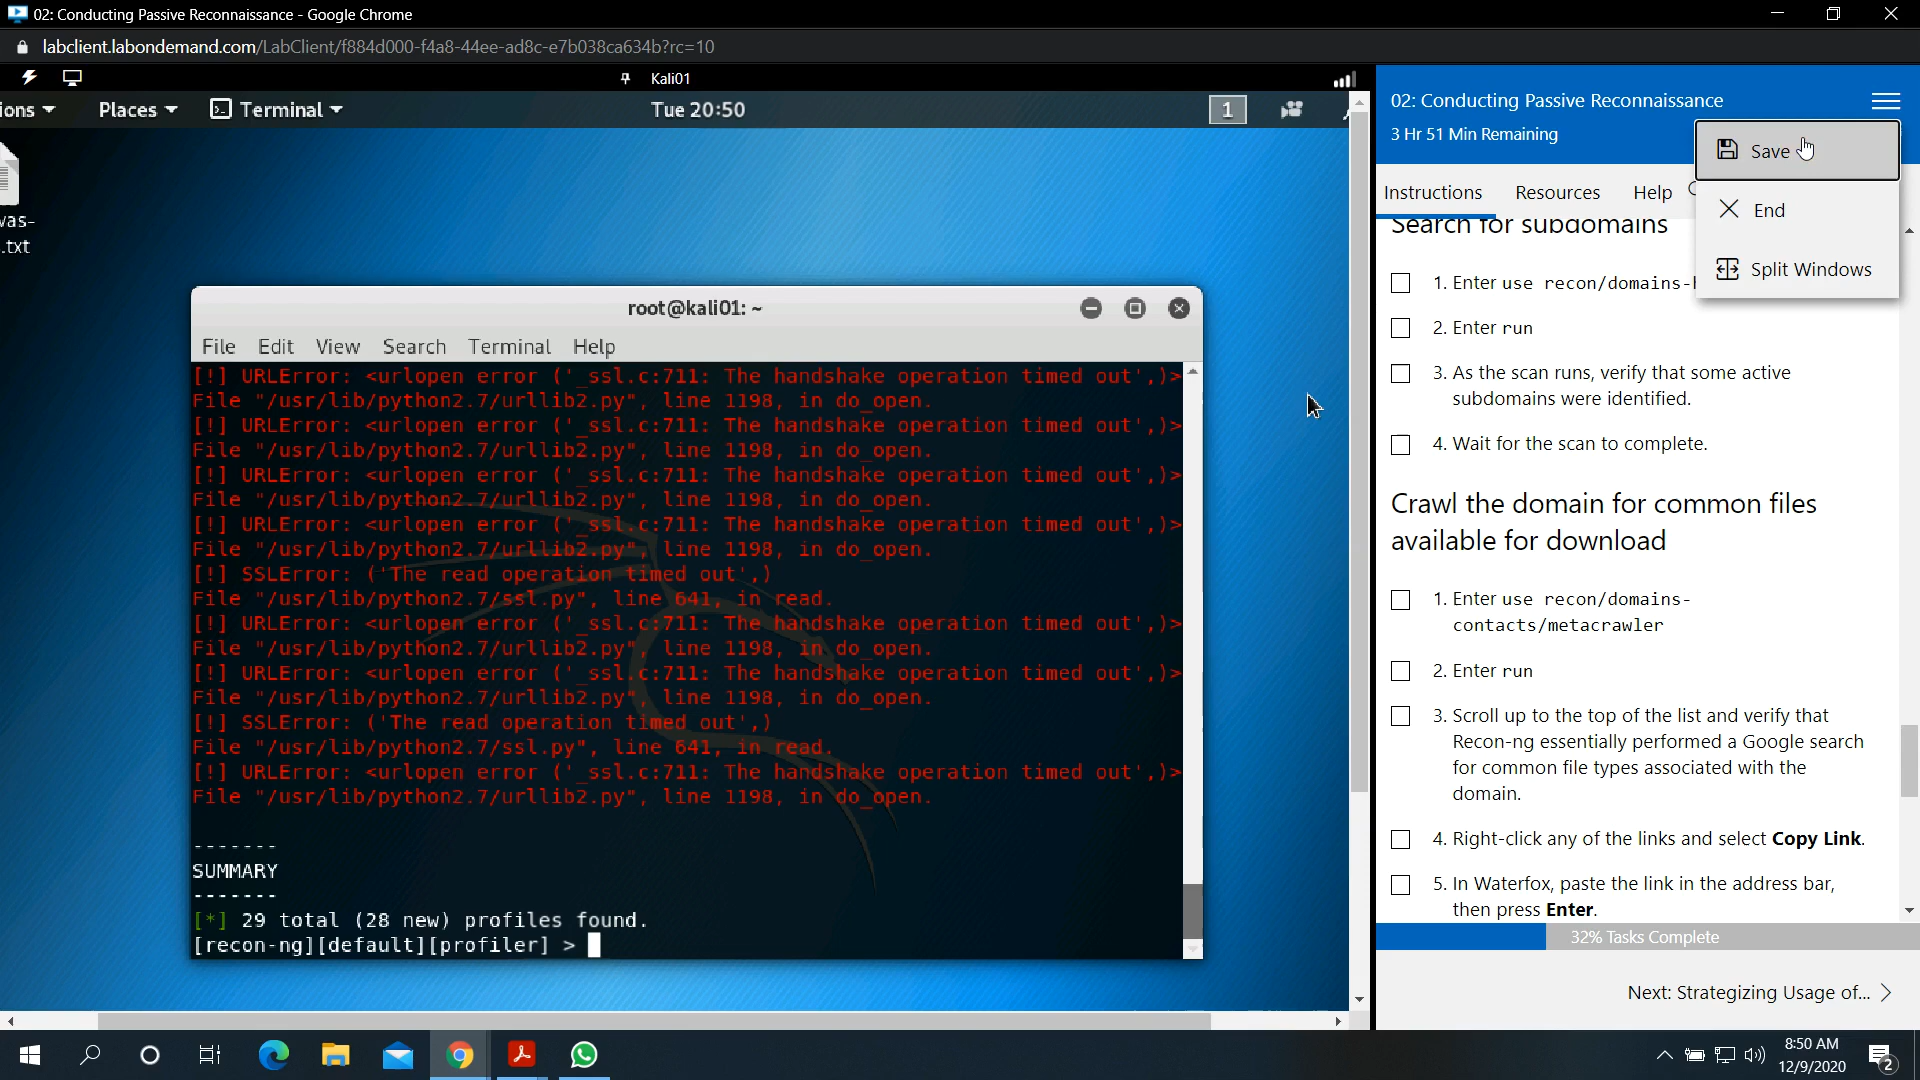 02: Conducting Passive Reconnaissance - Google Chrome
labclient.labondemand.com/LabClient/f884d000-f4a8-44ee-ad8c-e7b038ca634b?rc=10
Kali01
ions
Places
Terminal
Tue 20:50
1
vas-
.txt
root@kali01: ~
File Edit View Search Terminal Help
[!] URLError: <urlopen error ('_ssl.c:711: The handshake operation timed out',)>
File "/usr/lib/python2.7/urllib2.py", line 1198, in do_open.
[!] URLError: <urlopen error ('_ssl.c:711: The handshake operation timed out',)>
File "/usr/lib/python2.7/urllib2.py", line 1198, in do_open.
[!] URLError: <urlopen error ('_ssl.c:711: The handshake operation timed out',)>
File "/usr/lib/python2.7/urllib2.py", line 1198, in do_open.
[!] URLError: <urlopen error ('_ssl.c:711: The handshake operation timed out',)>
File "/usr/lib/python2.7/urllib2.py", line 1198, in do_open.
[!] SSLError: ('The read operation timed out',)
File "/usr/lib/python2.7/ssl.py", line 641, in read.
[!] URLError: <urlopen error ('_ssl.c:711: The handshake operation timed out',)>
File "/usr/lib/python2.7/urllib2.py", line 1198, in do_open.
[!] URLError: <urlopen error ('_ssl.c:711: The handshake operation timed out',)>
File "/usr/lib/python2.7/urllib2.py", line 1198, in do_open.
[!] SSLError: ('The read operation timed out',)
File "/usr/lib/python2.7/ssl.py", line 641, in read.
[!] URLError: <urlopen error ('_ssl.c:711: The handshake operation timed out',)>
File "/usr/lib/python2.7/urllib2.py", line 1198, in do_open.
-------
SUMMARY
-------
[*] 29 total (28 new) profiles found.
[recon-ng][default][profiler] >
02: Conducting Passive Reconnaissance
3 Hr 51 Min Remaining
Save
End
Split Windows
Instructions Resources Help
Search for subdomains
1. Enter use recon/domains-h
2. Enter run
3. As the scan runs, verify that some active
subdomains were identified.
4. Wait for the scan to complete.
Crawl the domain for common files
available for download
1. Enter use recon/domains-
contacts/metacrawler
2. Enter run
3. Scroll up to the top of the list and verify that
Recon-ng essentially performed a Google search
for common file types associated with the
domain.
4. Right-click any of the links and select Copy Link.
5. In Waterfox, paste the link in the address bar,
then press Enter.
32% Tasks Complete
Next: Strategizing Usage of...
8:50 AM
12/9/2020
2